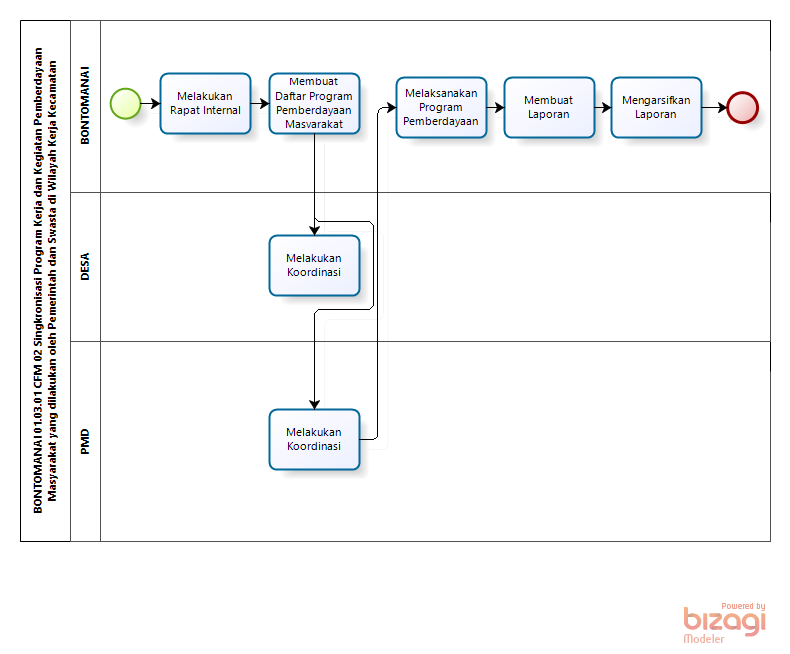 BONTOMANAI 01.03.01 CFM 02 Singkronisasi Program Kerja dan Kegiatan Pemberdayaan
Masyarakat yang dilakukan oleh Pemerintah dan Swasta di Wilayah Kerja Kecamatan
BONTOMANAI
Melakukan
Rapat Internal
Membuat
Daftar Program
Pemberdayaan
Masyarakat
Melaksanakan
Program
Pemberdayaan
Membuat
Laporan
Mengarsifkan
Laporan
DESA
Melakukan
Koordinasi
PMD
Melakukan
Koordinasi
Powered by
bizagi
Modeler